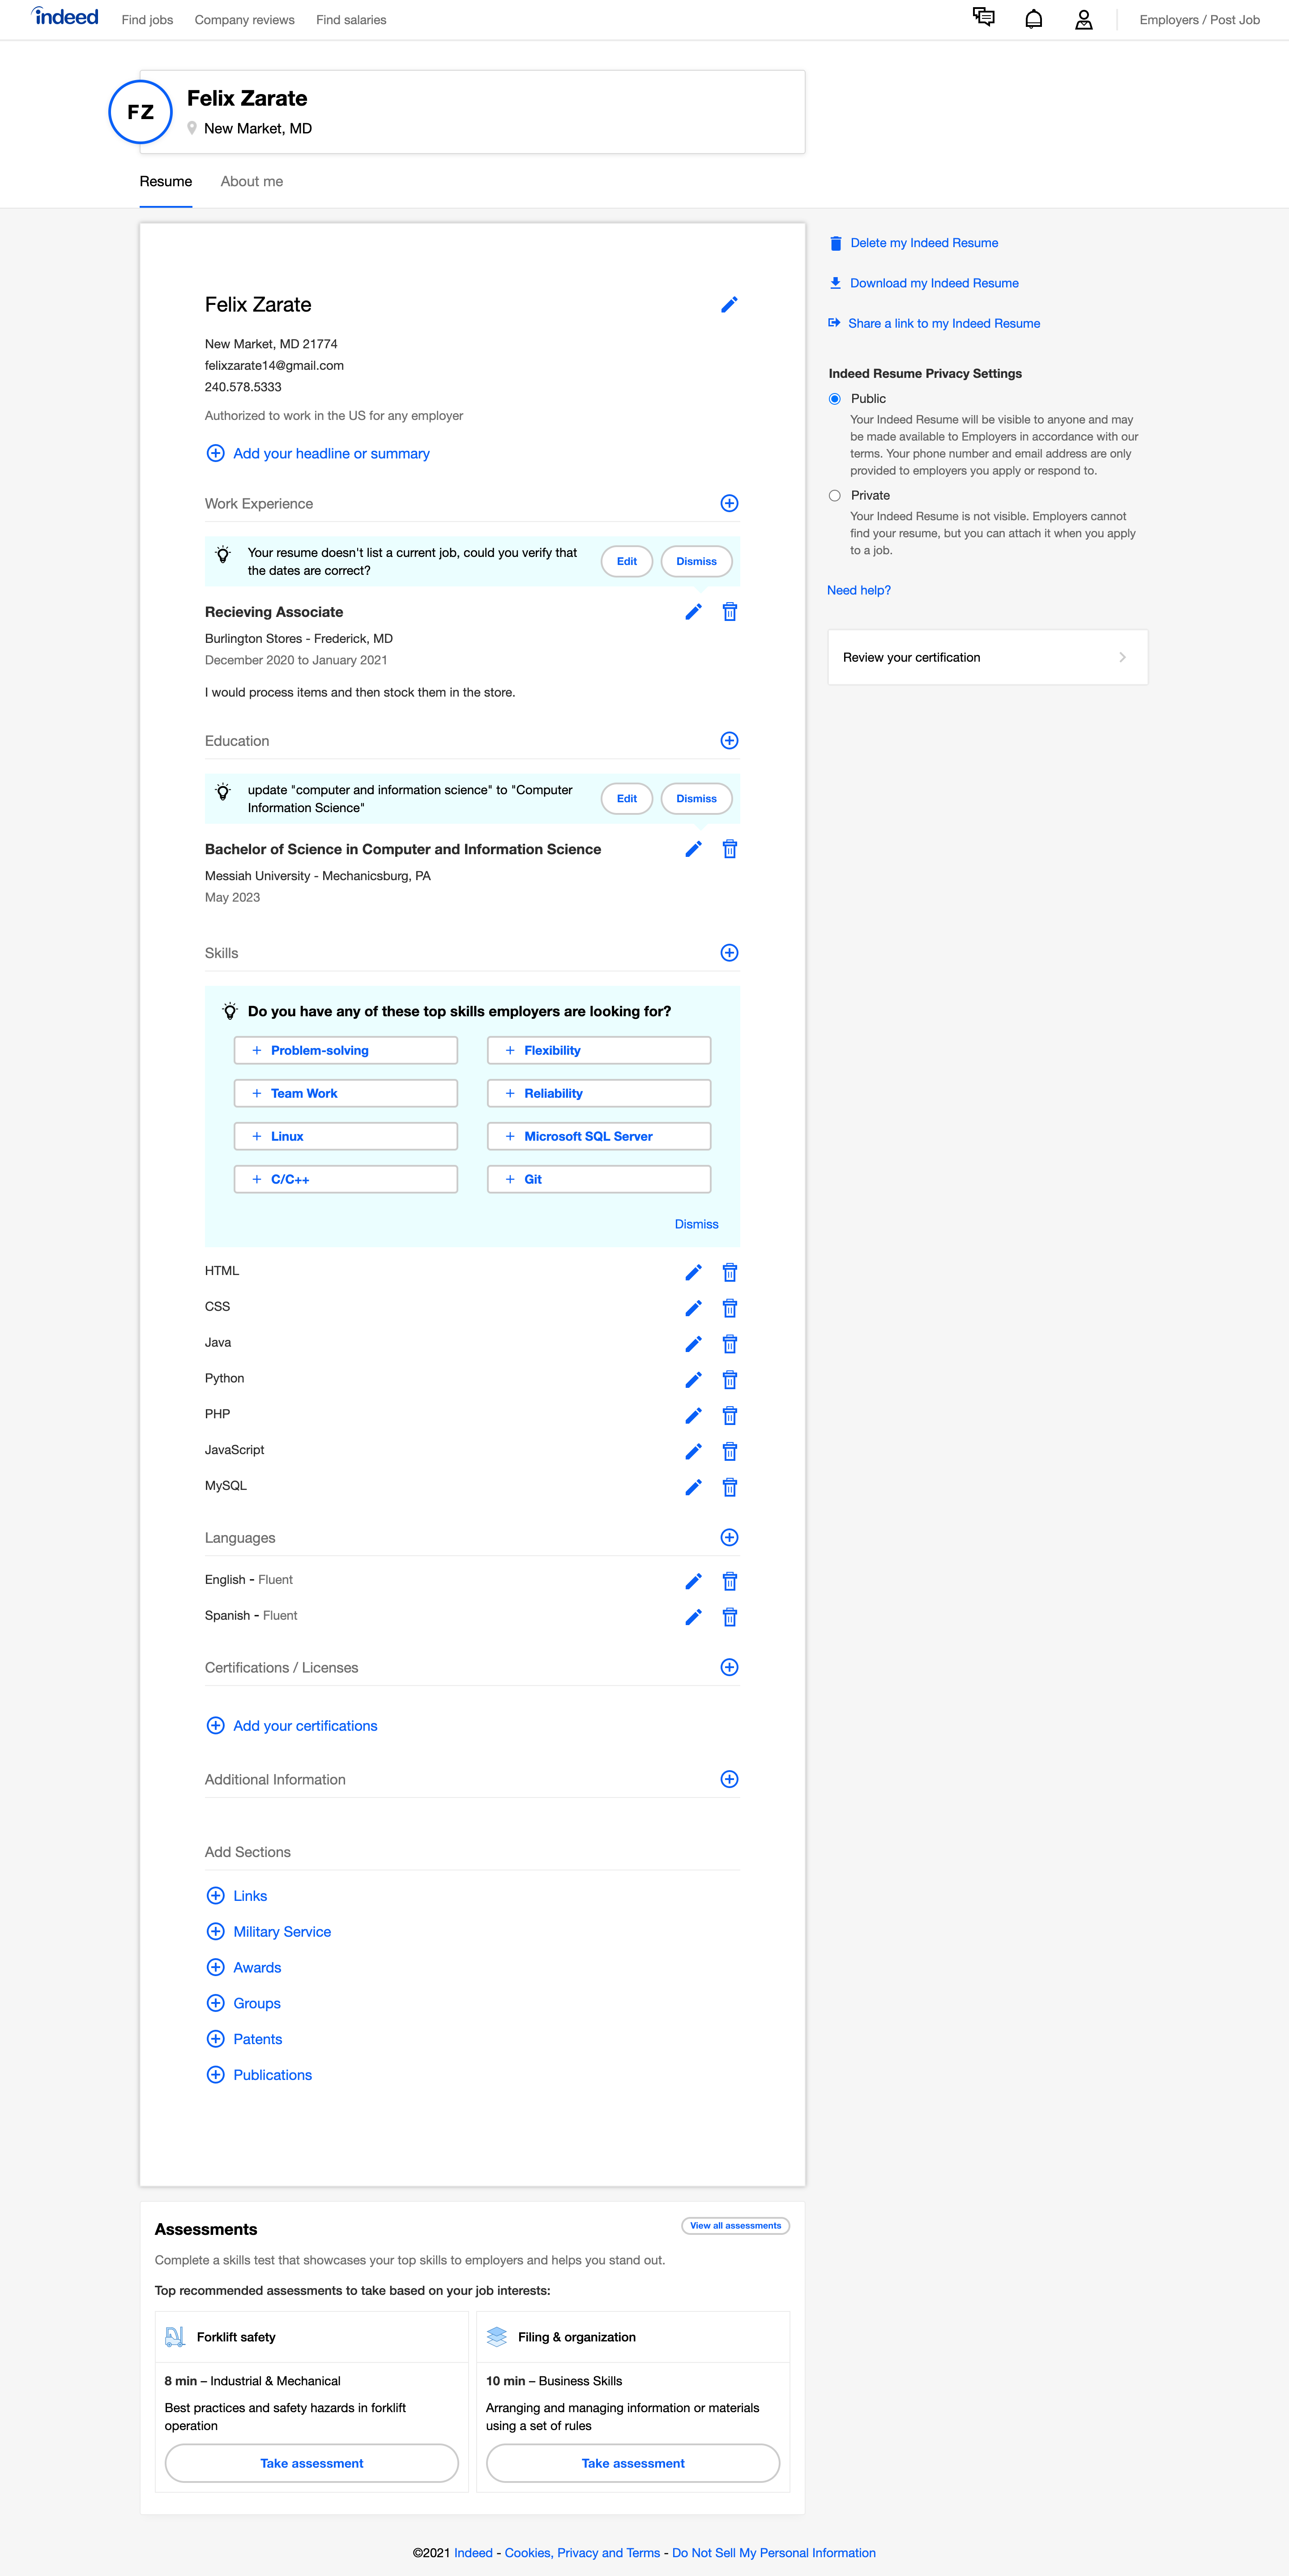 indeed Find jobs Company reviews Find salaries Employers / Post Job
FZ
Felix Zarate
New Market, MD
Resume About me
Felix Zarate
New Market, MD 21774
felixzarate14@gmail.com
240.578.5333
Authorized to work in the US for any employer
Add your headline or summary
Work Experience
Your resume doesn't list a current job, could you verify that
the dates are correct?
Edit Dismiss
Recieving Associate
Burlington Stores - Frederick, MD
December 2020 to January 2021
I would process items and then stock them in the store.
Education
update "computer and information science" to "Computer
Information Science"
Edit Dismiss
Bachelor of Science in Computer and Information Science
Messiah University - Mechanicsburg, PA
May 2023
Skills
Do you have any of these top skills employers are looking for?
+ Problem-solving
+ Flexibility
+ Team Work
+ Reliability
+ Linux
+ Microsoft SQL Server
+ C/C++
+ Git
Dismiss
HTML
CSS
Java
Python
PHP
JavaScript
MySQL
Languages
English - Fluent
Spanish - Fluent
Certifications / Licenses
Add your certifications
Additional Information
Add Sections
Links
Military Service
Awards
Groups
Patents
Publications
Delete my Indeed Resume
Download my Indeed Resume
Share a link to my Indeed Resume
Indeed Resume Privacy Settings
Public
Your Indeed Resume will be visible to anyone and may
be made available to Employers in accordance with our
terms. Your phone number and email address are only
provided to employers you apply or respond to.
Private
Your Indeed Resume is not visible. Employers cannot
find your resume, but you can attach it when you apply
to a job.
Need help?
Review your certification
Assessments
View all assessments
Complete a skills test that showcases your top skills to employers and helps you stand out.
Top recommended assessments to take based on your job interests:
Forklift safety
8 min – Industrial & Mechanical
Best practices and safety hazards in forklift
operation
Take assessment
Filing & organization
10 min – Business Skills
Arranging and managing information or materials
using a set of rules
Take assessment
©2021 Indeed - Cookies, Privacy and Terms - Do Not Sell My Personal Information